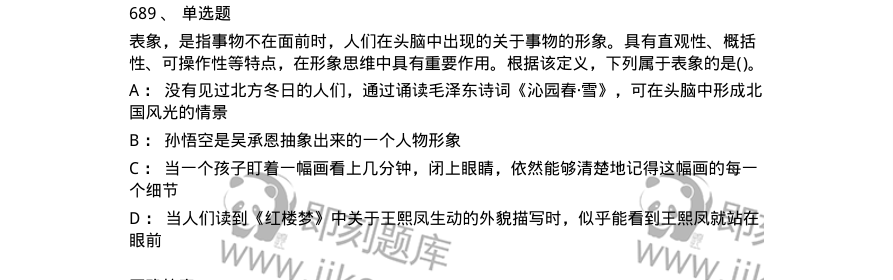 689 、 单选题
表象，是指事物不在面前时，人们在头脑中出现的关于事物的形象。具有直观性、概括
性、可操作性等特点，在形象思维中具有重要作用。根据该定义，下列属于表象的是()。
A ： 没有见过北方冬日的人们，通过诵读毛泽东诗词《沁园春·雪》，可在头脑中形成北
国风光的情景
B ： 孙悟空是吴承恩抽象出来的一个人物形象
C ： 当一个孩子盯着一幅画看上几分钟，闭上眼睛，依然能够清楚地记得这幅画的每一
个细节
D ： 当人们读到《红楼梦》中关于王熙凤生动的外貌描写时，似乎能看到王熙凤就站在
眼前
即刻题库